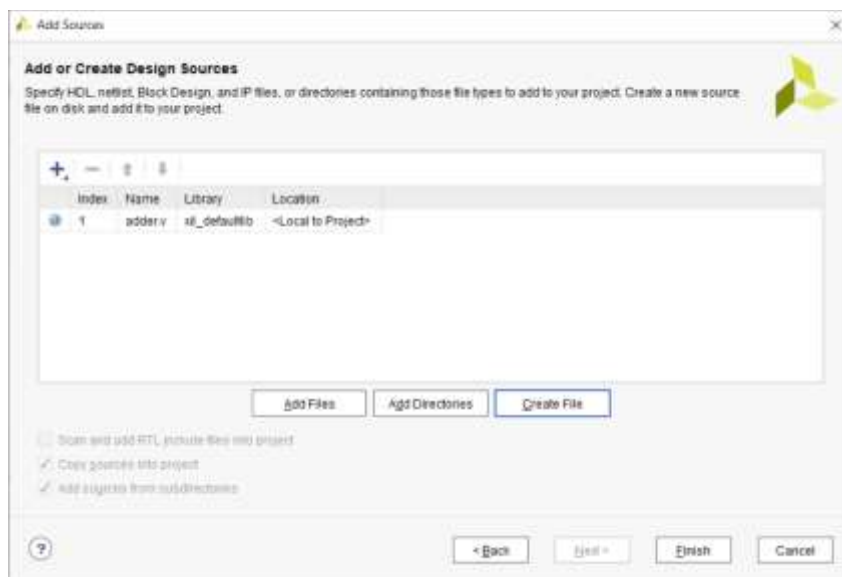 Add Sources
Add or Create Design Sources
Specify HDL, netlist, Block Design, and IP files, or directories containing those file types to add to your project. Create a new source
file on disk and add it to your project.
Index Name Library Location
1 adder.v xil_defaultlib <Local to Project>
Add Files Add Directories Create File
Scan and add RTL include files into project
Copy sources into project
Add sources from subdirectories
? < Back Next > Finish Cancel